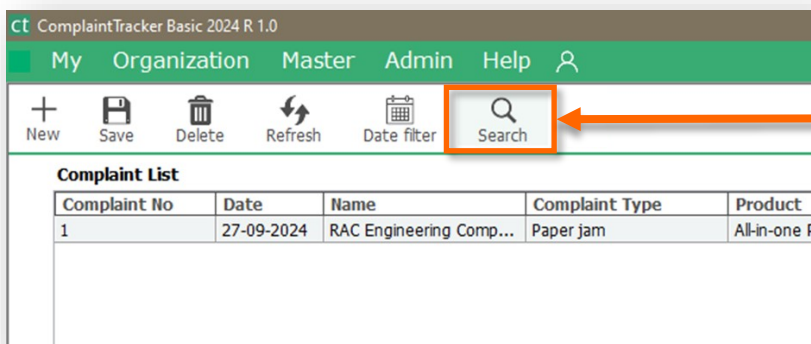 ct ComplaintTracker Basic 2024 R 1.0
My Organization Master Admin Help
New Save Delete Refresh Date filter Search
Complaint List
Complaint No Date Name Complaint Type Product
1 27-09-2024 RAC Engineering Comp... Paper jam All-in-one